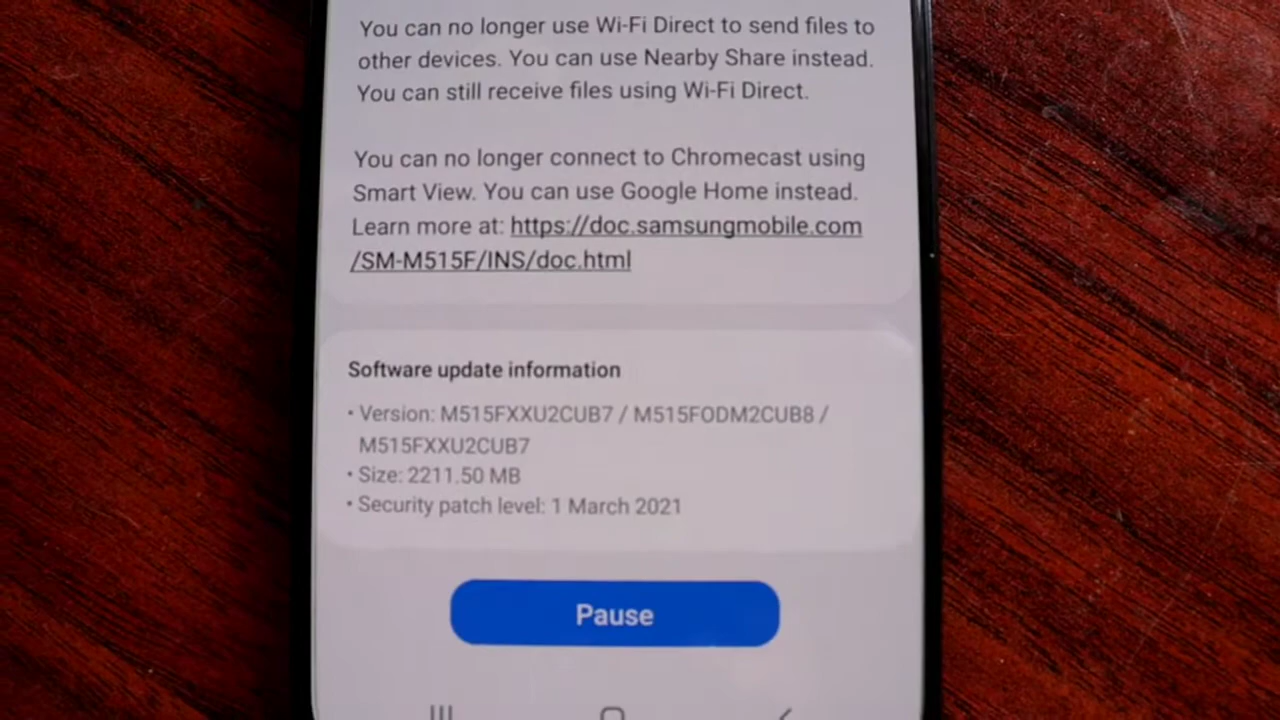 You can no longer use Wi-Fi Direct to send files to
other devices. You can use Nearby Share instead.
You can still receive files using Wi-Fi Direct.
You can no longer connect to Chromecast using
Smart View. You can use Google Home instead.
Learn more at: https://doc.samsungmobile.com
/SM-M515F/INS/doc.html
Software update information
• Version: M515FXXU2CUB7 / M515FODM2CUB8 /
M515FXXU2CUB7
• Size: 2211.50 MB
• Security patch level: 1 March 2021
Pause